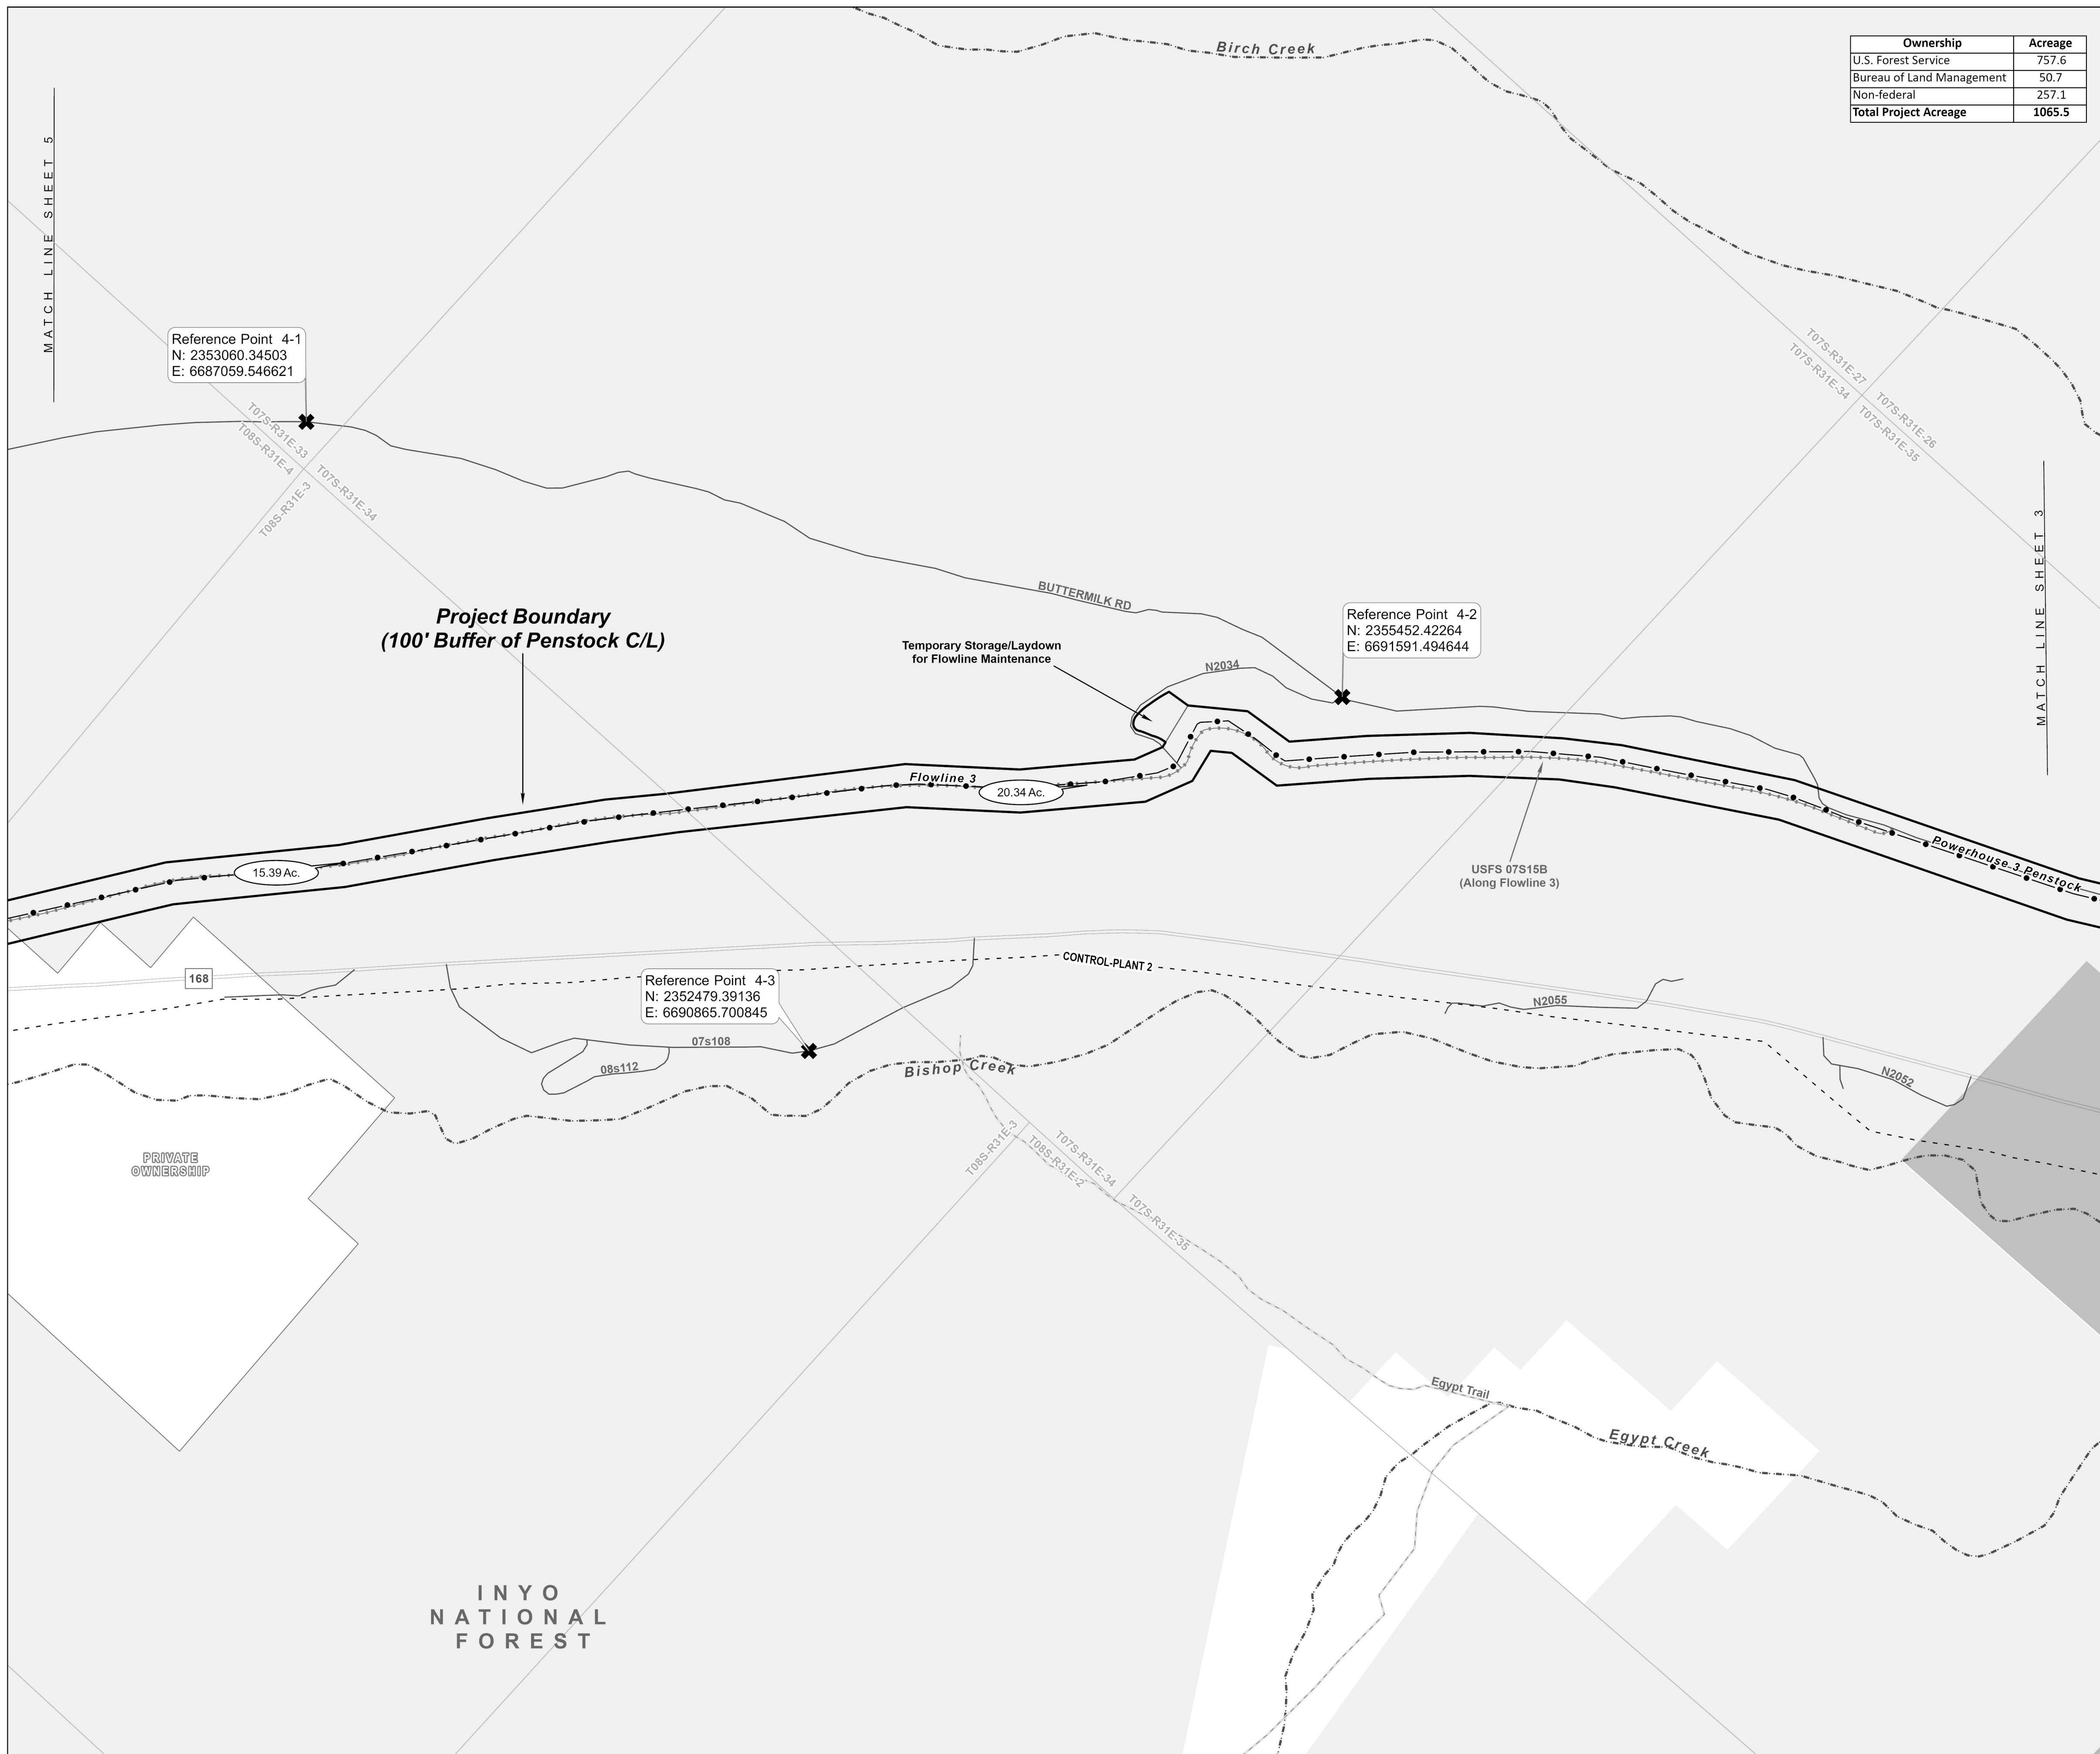 Birch Creek
Ownership Acreage
U.S. Forest Service 757.6
Bureau of Land Management 50.7
Non-federal 257.1
Total Project Acreage 1065.5
MATCH LINE SHEET 5
Reference Point 4-1
N: 2353060.34503
E: 6687059.546621
T07S-R31E-27
T07S-R31E-34
T07S-R31E-26
T07S-R31E-35
T07S-R31E-33
T08S-R31E-4
T07S-R31E-34
T08S-R31E-3
MATCH LINE SHEET 3
BUTTERMILK RD
Project Boundary
(100' Buffer of Penstock C/L)
Reference Point 4-2
N: 2355452.42264
E: 6691591.494644
Temporary Storage/Laydown
for Flowline Maintenance
N2034
Flowline 3
20.34 Ac.
15.39 Ac.
USFS 07S15B
(Along Flowline 3)
Powerhouse 3 Penstock
168
CONTROL-PLANT 2
Reference Point 4-3
N: 2352479.39136
E: 6690865.700845
N2055
07s108
08s112
Bishop Creek
N2052
PRIVATE
OWNERSHIP
T08S-R31E-3
T07S-R31E-34
T08S-R31E-2
T07S-R31E-35
Egypt Trail
Egypt Creek
INYO
NATIONAL
FOREST